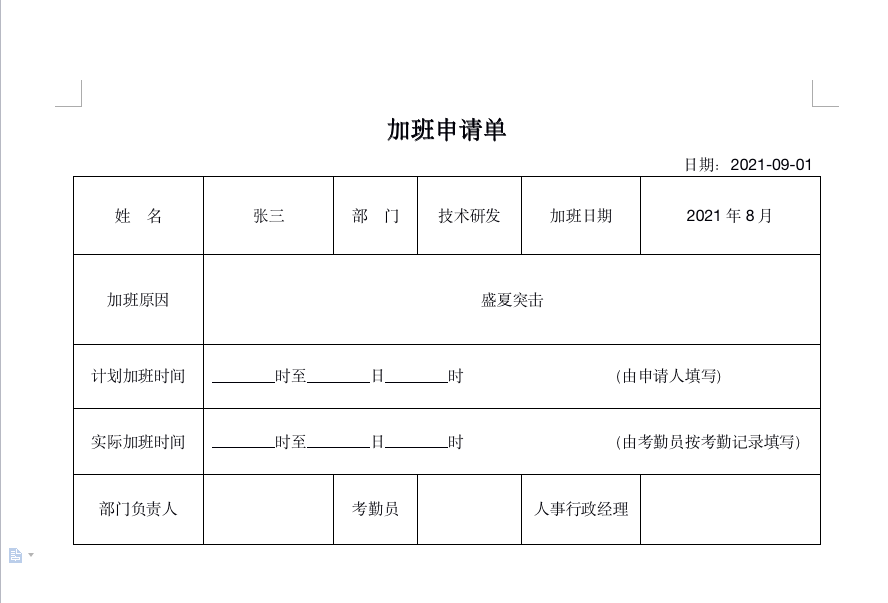 加班申请单
日期：2021-09-01
姓 名 张三 部 门 技术研发 加班日期 2021 年 8 月
加班原因 盛夏突击
计划加班时间 ________时至________日________时 (由申请人填写)
实际加班时间 ________时至________日________时 (由考勤员按考勤记录填写)
部门负责人 考勤员 人事行政经理